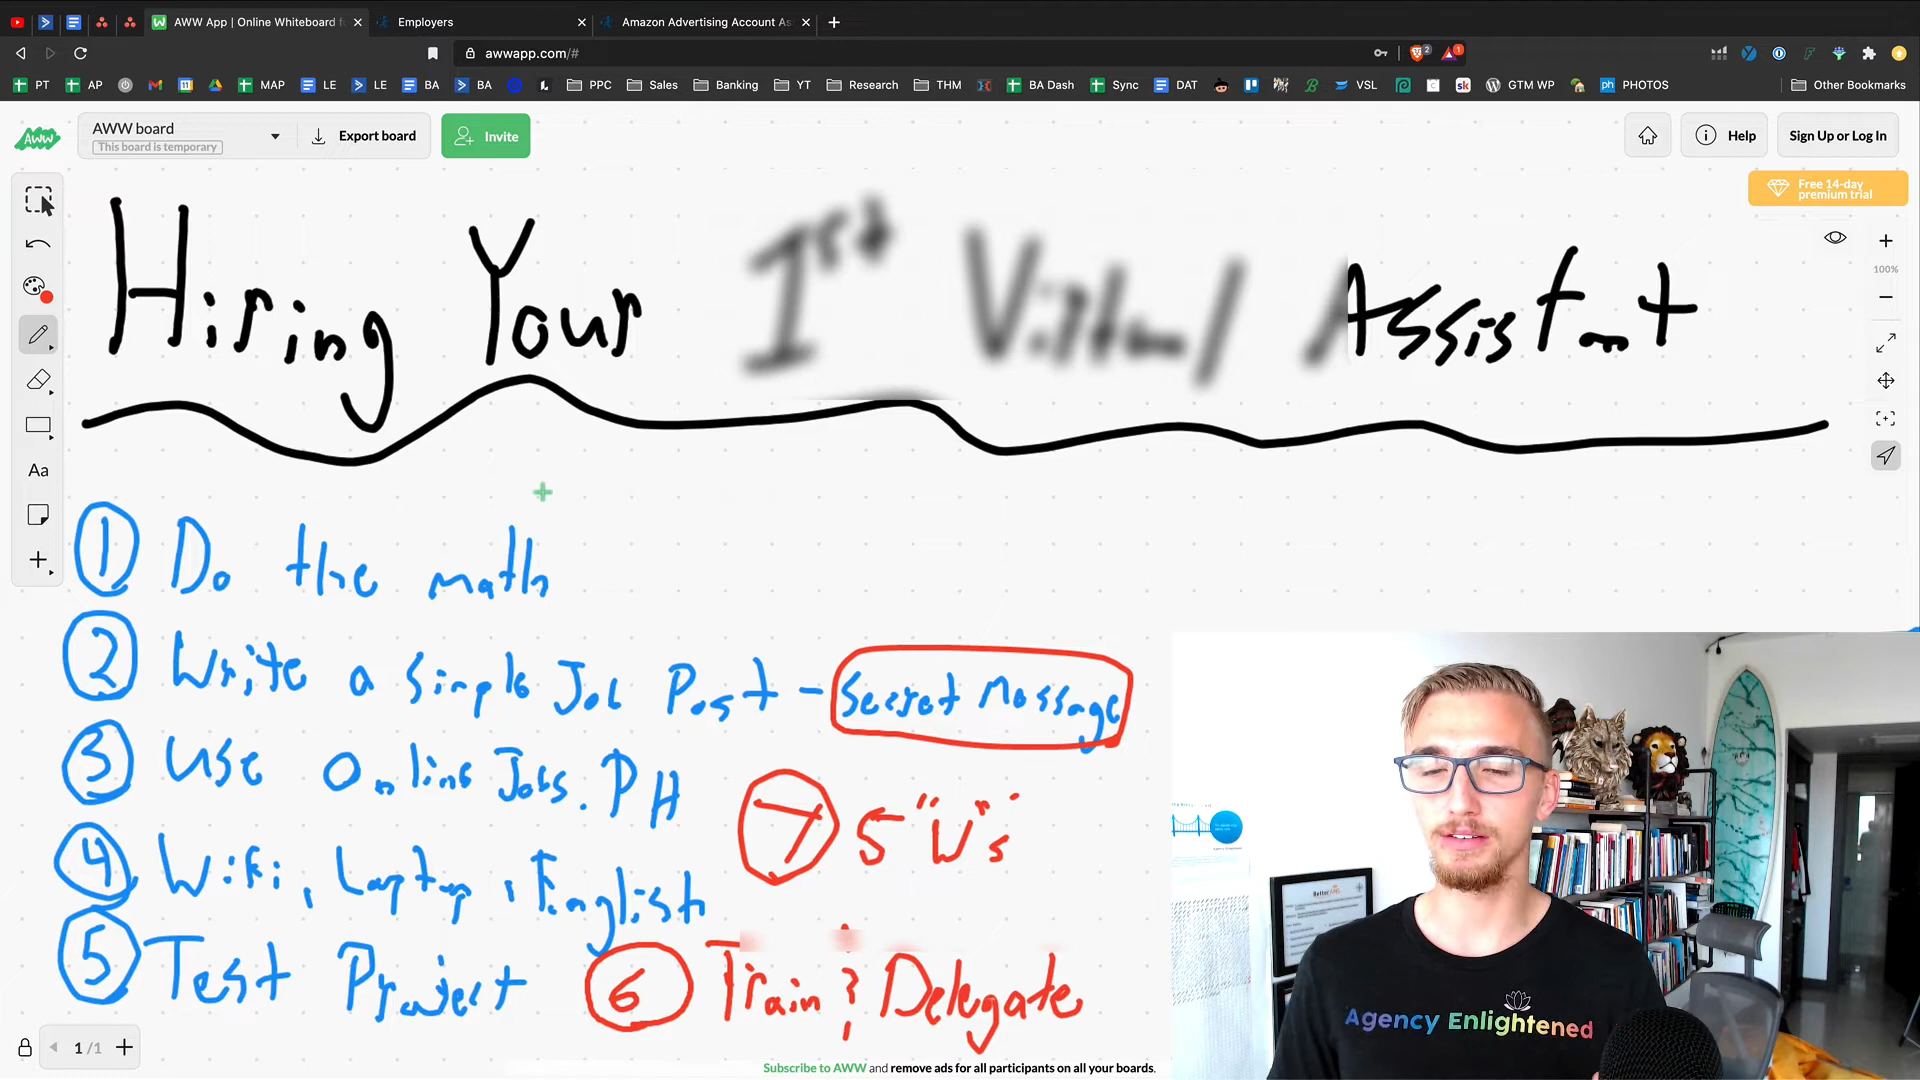 AWW App | Online Whiteboard f
Employers
Amazon Advertising Account As
awwapp.com/#
2
1
PT
AP
MAP
LE
LE
BA
BA
PPC
Sales
Banking
YT
Research
THM
BA Dash
Sync
DAT
VSL
GTM WP
PHOTOS
Other Bookmarks
AWW
AWW board
This board is temporary
Export board
Invite
Help
Sign Up or Log In
Free 14-day
premium trial
100%
Aa
Hiring Your 1st Virtual Assistant
1 Do the math
2 Write a simple Job Post - Secret Message
3 Use OnlineJobs.PH
4 Wifi, Laptop, English
5 Test Project
6 Train & Delegate
7 5 "W"s
Agency Enlightened
1 /1
Subscribe to AWW and remove ads for all participants on all your boards.